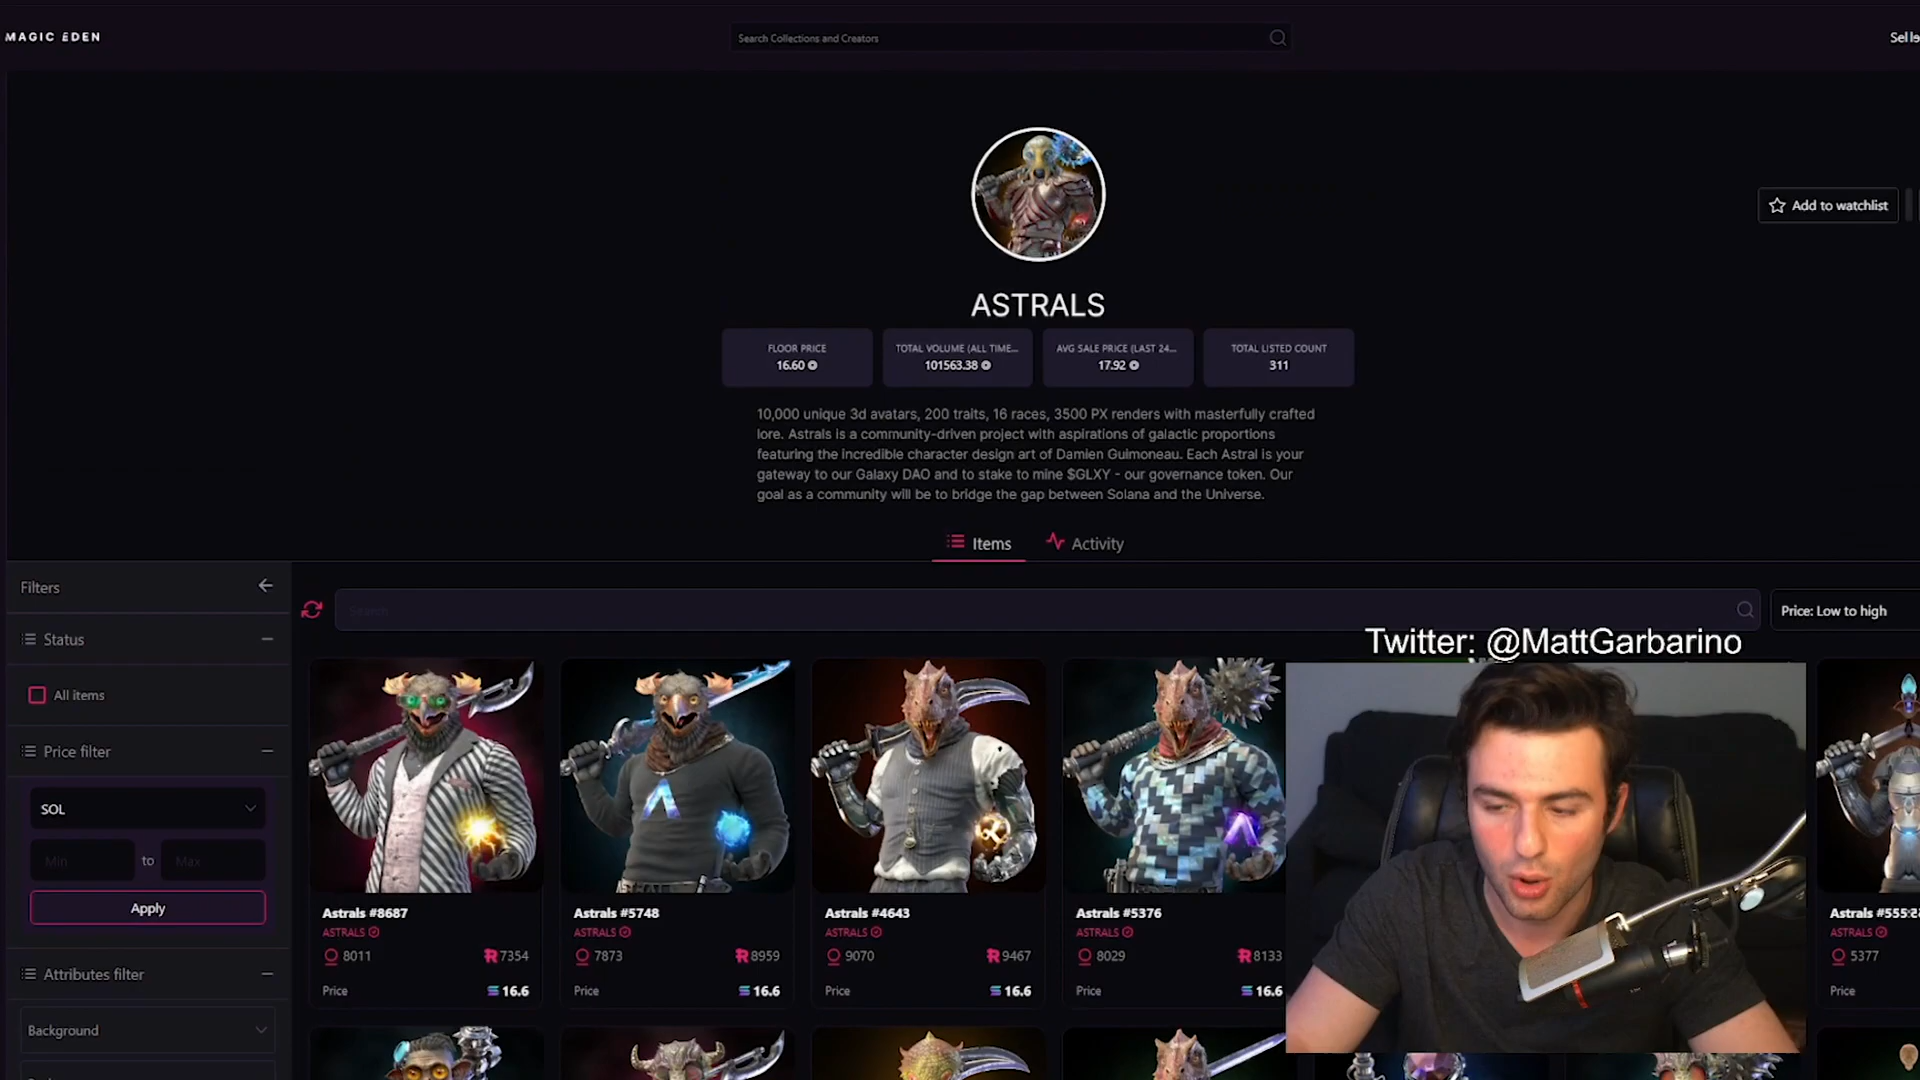 MAGIC EDEN
Search Collections and Creators
Add to watchlist
ASTRALS
FLOOR PRICE
16.60
TOTAL VOLUME (ALL TIME...
101563.38
AVG SALE PRICE (LAST 24...
17.92
TOTAL LISTED COUNT
311
10,000 unique 3d avatars, 200 traits, 16 races, 3500 PX renders with masterfully crafted
lore. Astrals is a community-driven project with aspirations of galactic proportions
featuring the incredible character design art of Damien Guimoneau. Each Astral is your
gateway to our Galaxy DAO and to stake to mine $GLXY - our governance token. Our
goal as a community will be to bridge the gap between Solana and the Universe.
Items
Activity
Filters
Status
All items
Price filter
SOL
Min to Max
Apply
Attributes filter
Background
Search
Price: Low to high
Twitter: @MattGarbarino
Astrals #8687
ASTRALS
8011 7354
Price 16.6
Astrals #5748
ASTRALS
7873 8959
Price 16.6
Astrals #4643
ASTRALS
9070 9467
Price 16.6
Astrals #5376
ASTRALS
8029 8133
Price 16.6
Astrals
ASTRALS
5377
Price